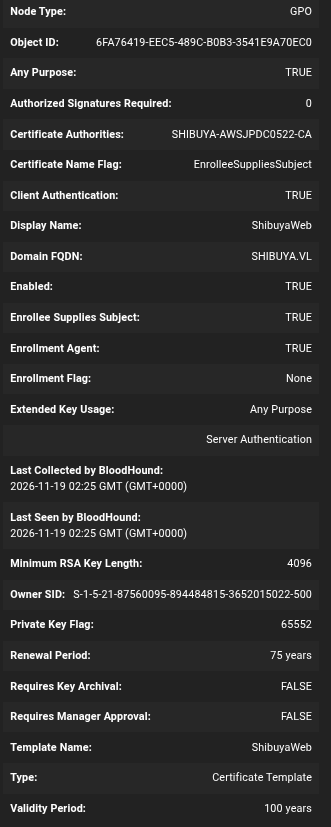 Node Type: GPO
Object ID: 6FA76419-EEC5-489C-B0B3-3541E9A70EC0
Any Purpose: TRUE
Authorized Signatures Required: 0
Certificate Authorities: SHIBUYA-AWSJPDC0522-CA
Certificate Name Flag: EnrolleeSuppliesSubject
Client Authentication: TRUE
Display Name: ShibuyaWeb
Domain FQDN: SHIBUYA.VL
Enabled: TRUE
Enrollee Supplies Subject: TRUE
Enrollment Agent: TRUE
Enrollment Flag: None
Extended Key Usage: Any Purpose
Server Authentication
Last Collected by BloodHound:
2026-11-19 02:25 GMT (GMT+0000)
Last Seen by BloodHound:
2026-11-19 02:25 GMT (GMT+0000)
Minimum RSA Key Length: 4096
Owner SID: S-1-5-21-87560095-894484815-3652015022-500
Private Key Flag: 65552
Renewal Period: 75 years
Requires Key Archival: FALSE
Requires Manager Approval: FALSE
Template Name: ShibuyaWeb
Type: Certificate Template
Validity Period: 100 years